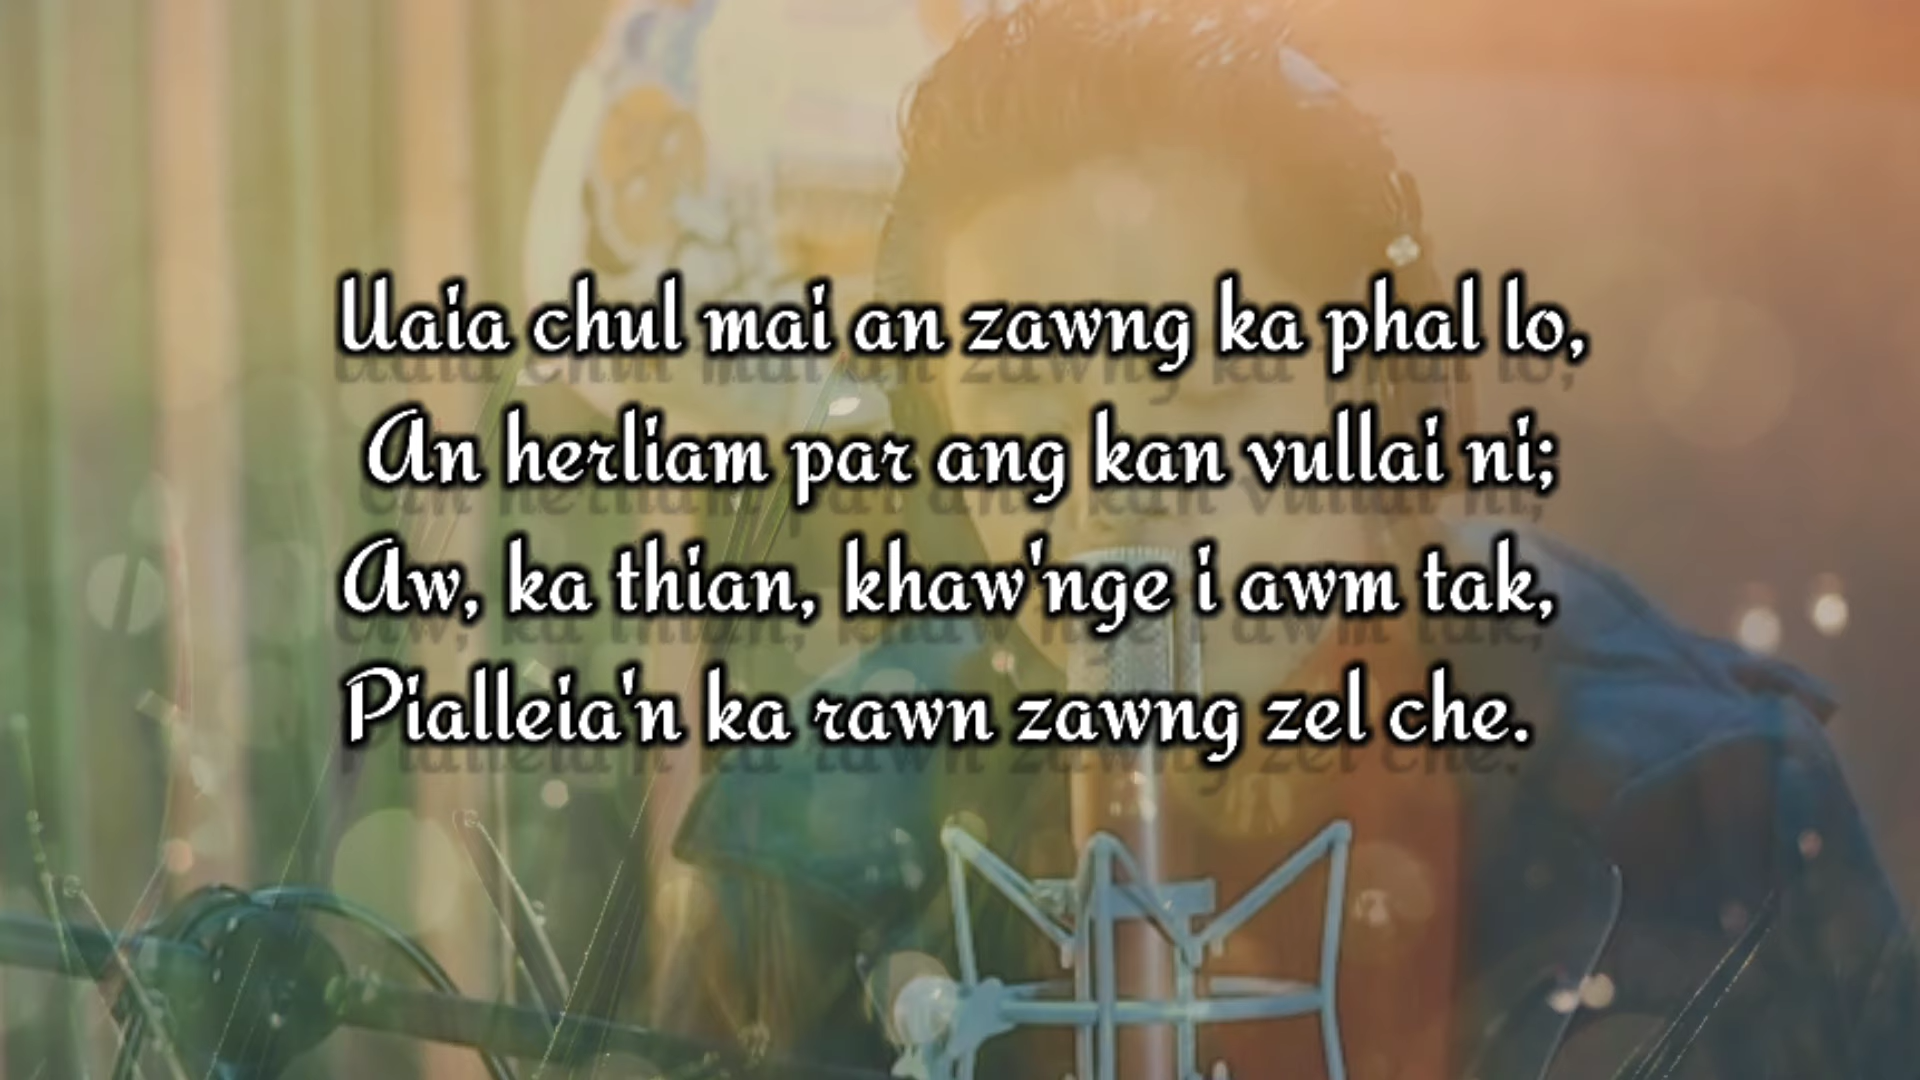 Uaia chul mai an zawng ka phal lo,
An herliam par ang kan vullai ni;
Aw, ka thian, khaw'nge i awm tak,
Pialleia'n ka rawn zawng zel che.